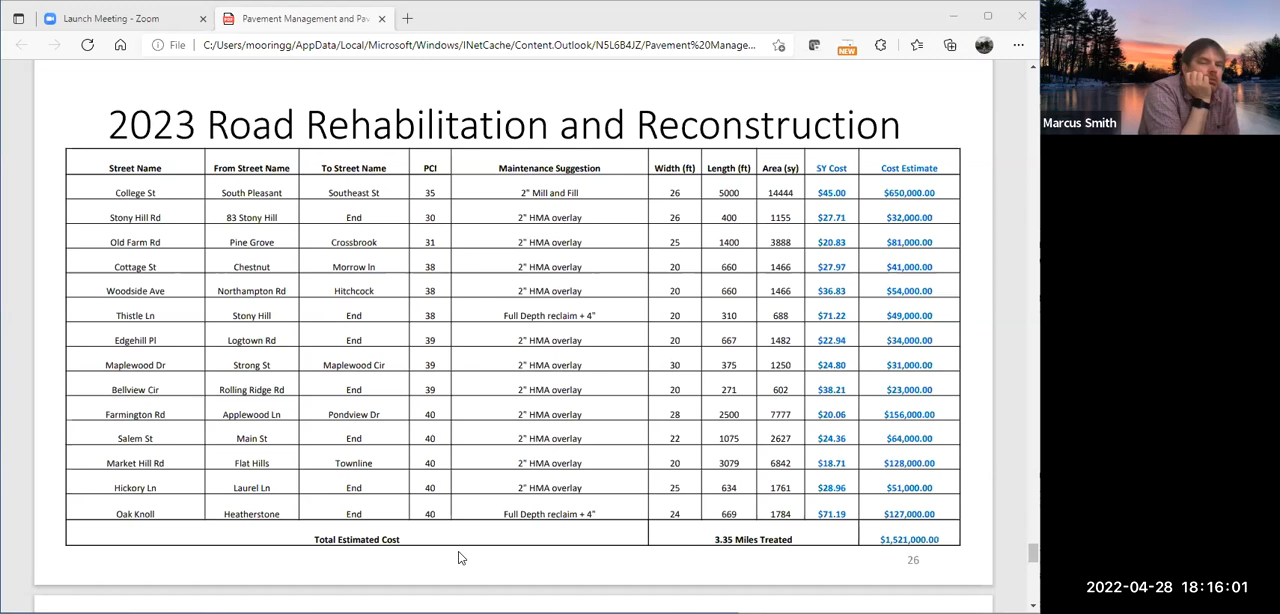 Launch Meeting - Zoom
Pavement Management and Pav
File C:/Users/mooringg/AppData/Local/Microsoft/Windows/INetCache/Content.Outlook/N5L6B4JZ/Pavement%20Manage...
NEW
Marcus Smith
2023 Road Rehabilitation and Reconstruction
Street Name From Street Name To Street Name PCI Maintenance Suggestion Width (ft) Length (ft) Area (sy) SY Cost Cost Estimate
College St South Pleasant Southeast St 35 2" Mill and Fill 26 5000 14444 $45.00 $650,000.00
Stony Hill Rd 83 Stony Hill End 30 2" HMA overlay 26 400 1155 $27.71 $32,000.00
Old Farm Rd Pine Grove Crossbrook 31 2" HMA overlay 25 1400 3888 $20.83 $81,000.00
Cottage St Chestnut Morrow ln 38 2" HMA overlay 20 660 1466 $27.97 $41,000.00
Woodside Ave Northampton Rd Hitchcock 38 2" HMA overlay 20 660 1466 $36.83 $54,000.00
Thistle Ln Stony Hill End 38 Full Depth reclaim + 4" 20 310 688 $71.22 $49,000.00
Edgehill Pl Logtown Rd End 39 2" HMA overlay 20 667 1482 $22.94 $34,000.00
Maplewood Dr Strong St Maplewood Cir 39 2" HMA overlay 30 375 1250 $24.80 $31,000.00
Bellview Cir Rolling Ridge Rd End 39 2" HMA overlay 20 271 602 $38.21 $23,000.00
Farmington Rd Applewood Ln Pondview Dr 40 2" HMA overlay 28 2500 7777 $20.06 $156,000.00
Salem St Main St End 40 2" HMA overlay 22 1075 2627 $24.36 $64,000.00
Market Hill Rd Flat Hills Townline 40 2" HMA overlay 20 3079 6842 $18.71 $128,000.00
Hickory Ln Laurel Ln End 40 2" HMA overlay 25 634 1761 $28.96 $51,000.00
Oak Knoll Heatherstone End 40 Full Depth reclaim + 4" 24 669 1784 $71.19 $127,000.00
Total Estimated Cost 3.35 Miles Treated $1,521,000.00
26
2022-04-28 18:16:01